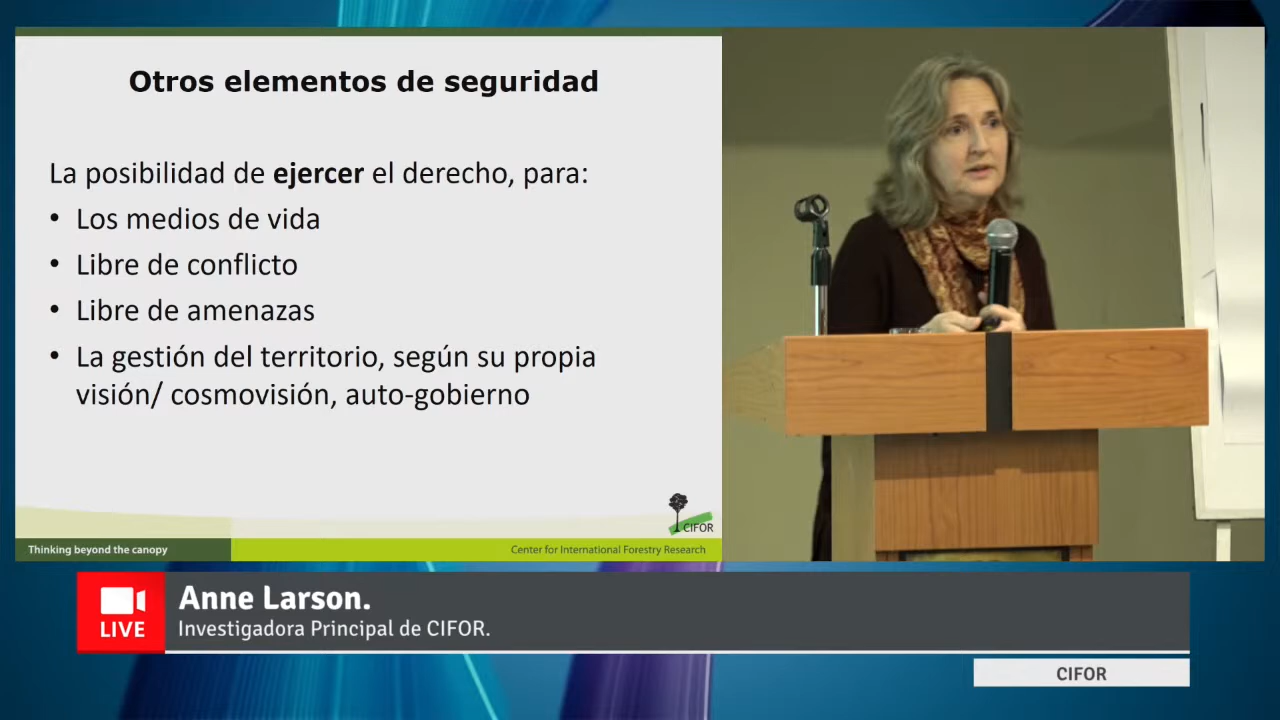 Otros elementos de seguridad
La posibilidad de ejercer el derecho, para:
• Los medios de vida
• Libre de conflicto
• Libre de amenazas
• La gestión del territorio, según su propia
visión/ cosmovisión, auto-gobierno
CIFOR
Thinking beyond the canopy
Center for International Forestry Research
LIVE
Anne Larson.
Investigadora Principal de CIFOR.
CIFOR